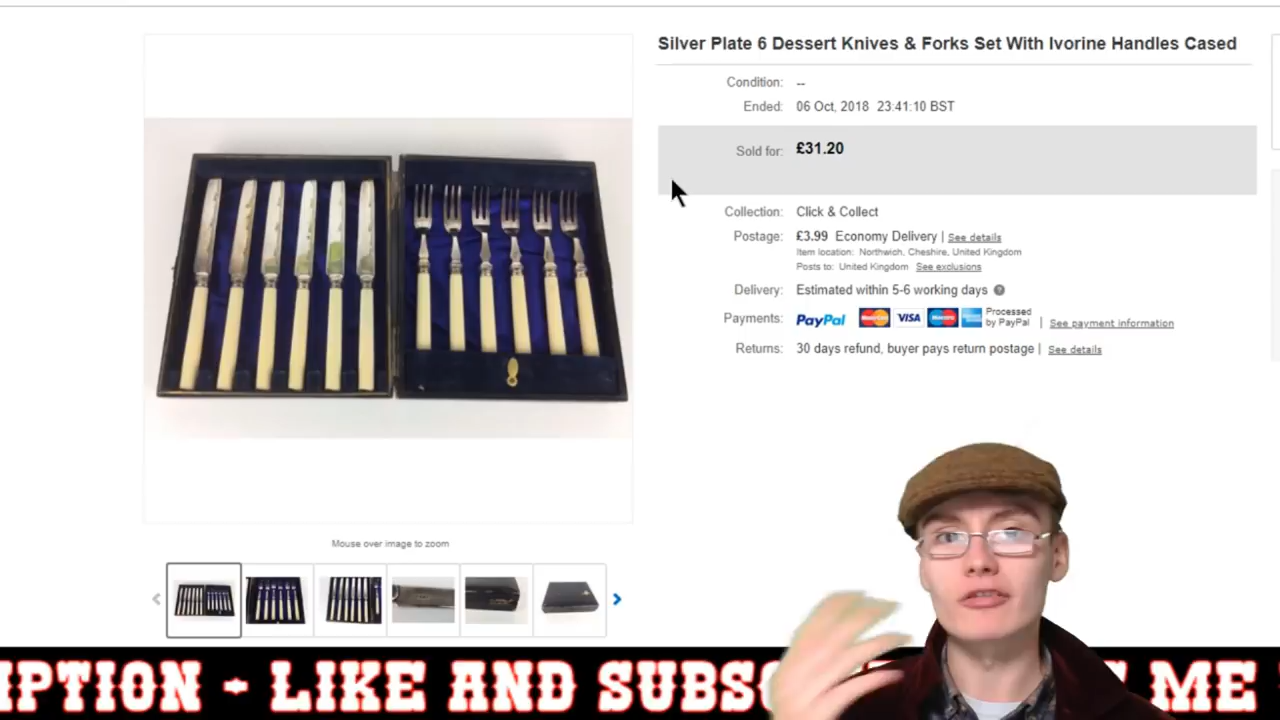 Silver Plate 6 Dessert Knives & Forks Set With Ivorine Handles Cased
Condition: --
Ended: 06 Oct, 2018 23:41:10 BST
Sold for: £31.20
Collection: Click & Collect
Postage: £3.99 Economy Delivery | See details
Item location: Northwich, Cheshire, United Kingdom
Posts to: United Kingdom See exclusions
Delivery: Estimated within 5-6 working days ?
Payments: PayPal MasterCard VISA Maestro Processed by PayPal | See payment information
Returns: 30 days refund, buyer pays return postage | See details
Mouse over image to zoom
IPTION - LIKE AND SUBSC ME